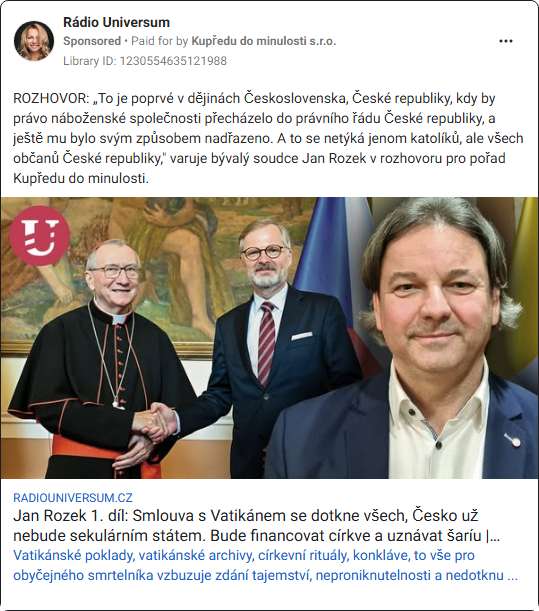 Rádio Universum
Sponsored • Paid for by Kupředu do minulosti s.r.o.
Library ID: 1230554635121988
ROZHOVOR: „To je poprvé v dějinách Československa, České republiky, kdy by
právo náboženské společnosti přecházelo do právního řádu České republiky, a
ještě mu bylo svým způsobem nadřazeno. A to se netýká jenom katolíků, ale všech
občanů České republiky," varuje bývalý soudce Jan Rozek v rozhovoru pro pořad
Kupředu do minulosti.
U
RADIOUNIVERSUM.CZ
Jan Rozek 1. díl: Smlouva s Vatikánem se dotkne všech, Česko už
nebude sekulárním státem. Bude financovat církve a uznávat šaríu |...
Vatikánské poklady, vatikánské archivy, církevní rituály, konkláve, to vše pro
obyčejného smrtelníka vzbuzuje zdání tajemství, neproniknutelnosti a nedotknu ...